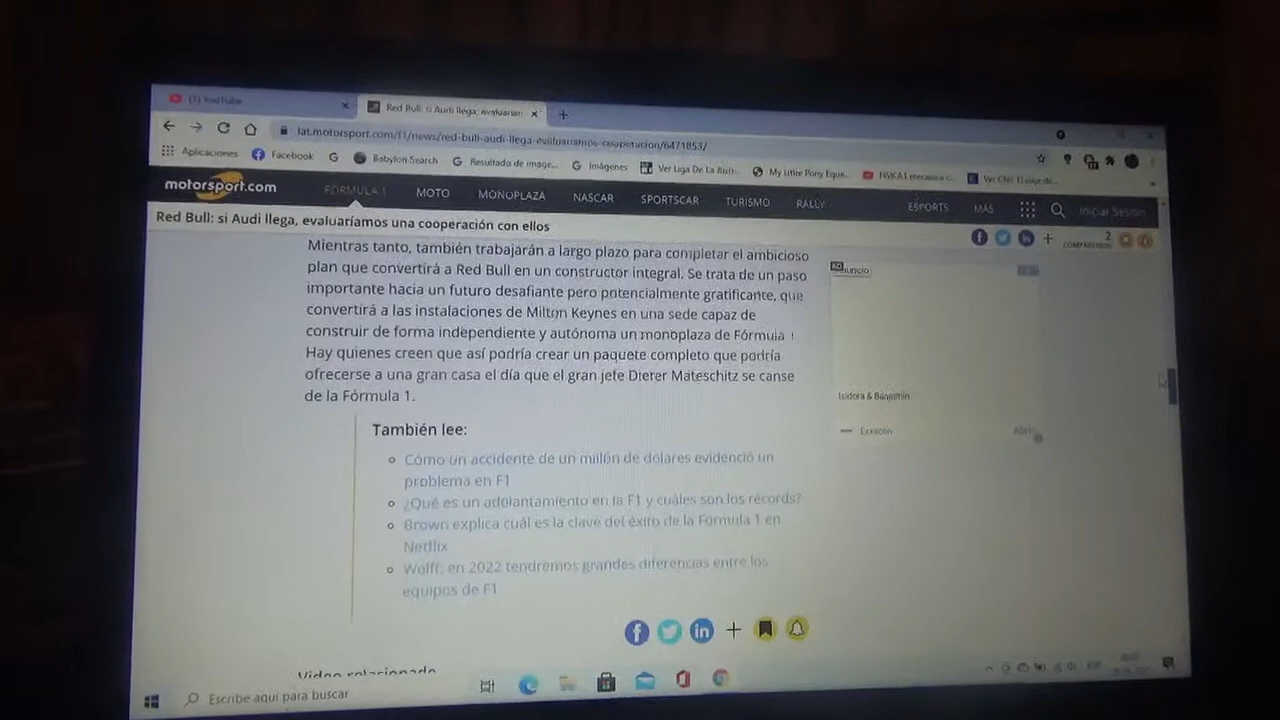 (1) YouTube
Red Bull: si Audi llega, evaluarían
lat.motorsport.com/f1/news/red-bull-audi-llega-evaluariamos-cooperacion/6471853/
Aplicaciones Facebook G Babylon Search Resultado de image... Imágenes Ver Liga De La Justi... My Little Pony Eque...
motorsport.com FÓRMULA 1 MOTO MONOPLAZA NASCAR SPORTSCAR TURISMO RALLY ESPORTS MÁS Iniciar Sesión
Red Bull: si Audi llega, evaluaríamos una cooperación con ellos
2
COMPARTIDOS
Mientras tanto, también trabajarán a largo plazo para completar el ambicioso
plan que convertirá a Red Bull en un constructor integral. Se trata de un paso
importante hacia un futuro desafiante pero potencialmente gratificante, que
convertirá a las instalaciones de Milton Keynes en una sede capaz de
construir de forma independiente y autónoma un monoplaza de Fórmula 1
Hay quienes creen que así podría crear un paquete completo que podría
ofrecerse a una gran casa el día que el gran jefe Dierer Mateschitz se canse
de la Fórmula 1.
Anuncio
Isidora & Benjamin
Abrir
También lee:
Cómo un accidente de un millón de dólares evidenció un
problema en F1
¿Qué es un adelantamiento en la F1 y cuáles son los récords?
Brown explica cuál es la clave del éxito de la Fórmula 1 en
Netflix
Wolff: en 2022 tendremos grandes diferencias entre los
equipos de F1
Video relacionado
Escribe aquí para buscar
ESP